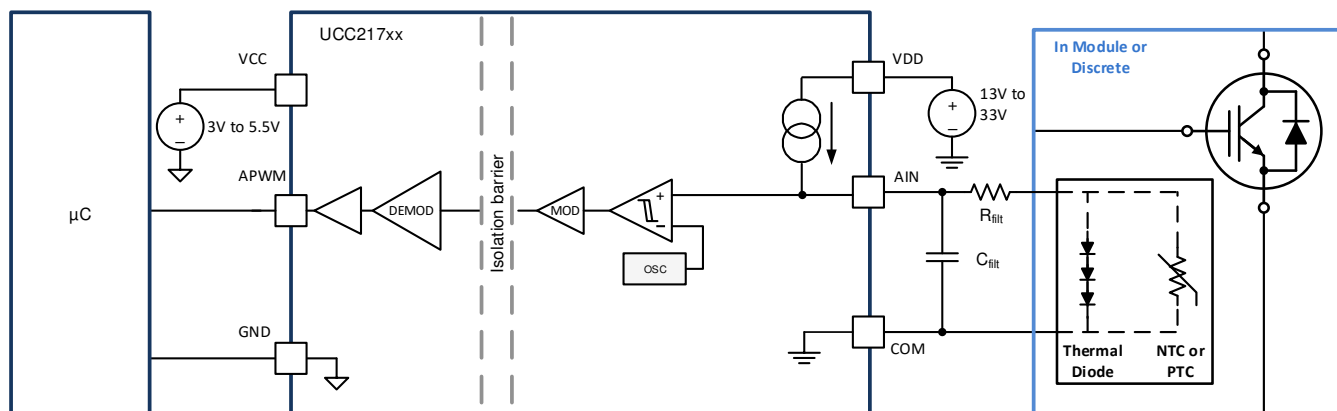 UCC217xx
In Module or
Discrete
VCC
VDD
+
3V to 5.5V
–
+
13V to
33V
–
APWM
AIN
µC
DEMOD
Isolation barrier
MOD
+
–
OSC
Rfilt
Cfilt
GND
COM
Thermal
Diode
NTC or
PTC